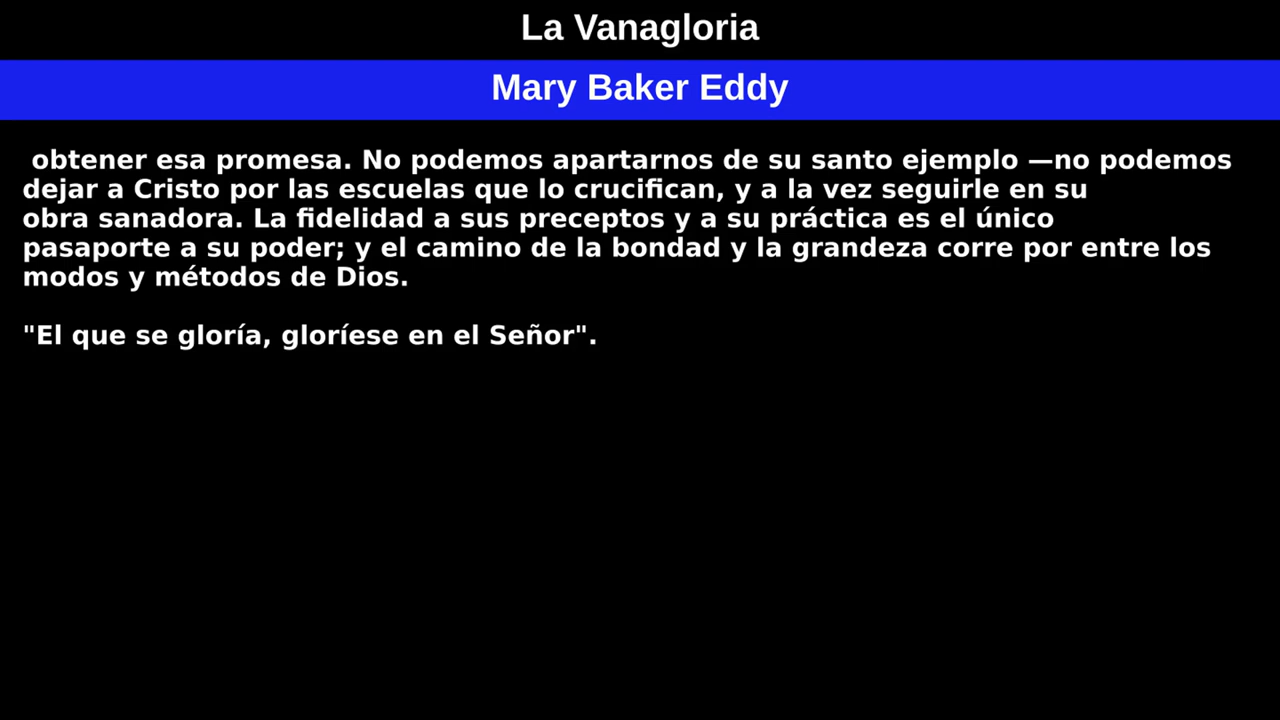 La Vanagloria
Mary Baker Eddy
obtener esa promesa. No podemos apartarnos de su santo ejemplo —no podemos
dejar a Cristo por las escuelas que lo crucifican, y a la vez seguirle en su
obra sanadora. La fidelidad a sus preceptos y a su práctica es el único
pasaporte a su poder; y el camino de la bondad y la grandeza corre por entre los
modos y métodos de Dios.
"El que se gloría, gloríese en el Señor".